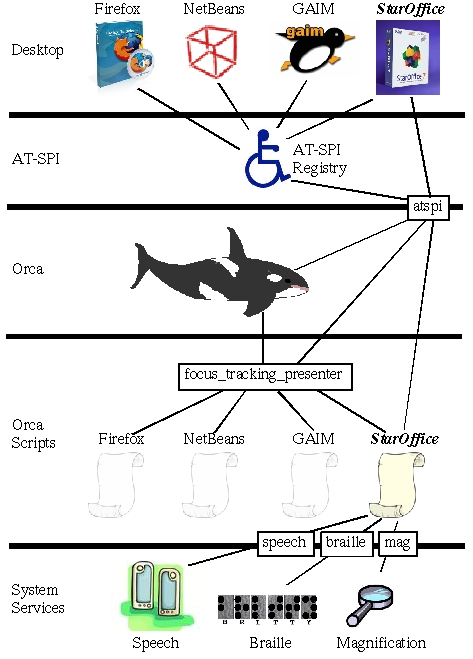 Firefox NetBeans GAIM StarOffice
Desktop
gaim
StarOffice 7
AT-SPI
AT-SPI
Registry
atspi
Orca
focus_tracking_presenter
Orca
Scripts
Firefox NetBeans GAIM StarOffice
speech braille mag
System
Services
B R L T T Y
Speech Braille Magnification